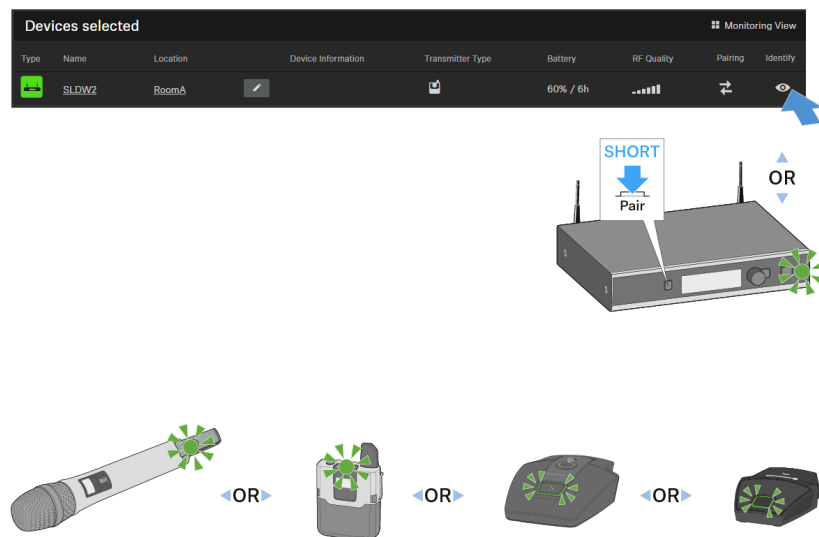 Devices selected Monitoring View
Type Name Location Device Information Transmitter Type Battery RF Quality Pairing Identify
SLDW2 RoomA 60% / 6h
SHORT
Pair
OR
OR OR OR